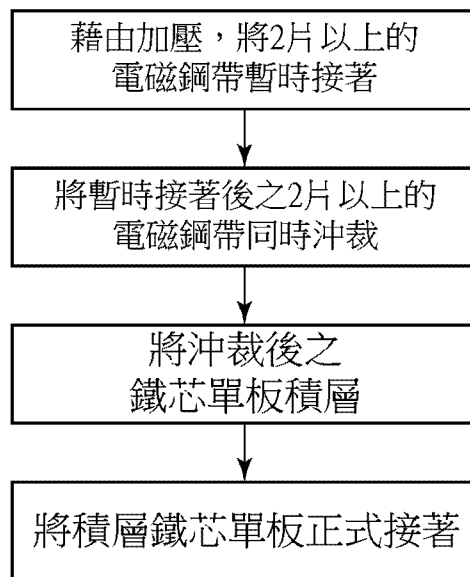 藉由加壓，將2片以上的
電磁鋼帶暫時接著
將暫時接著後之2片以上的
電磁鋼帶同時沖裁
將沖裁後之
鐵芯單板積層
將積層鐵芯單板正式接著